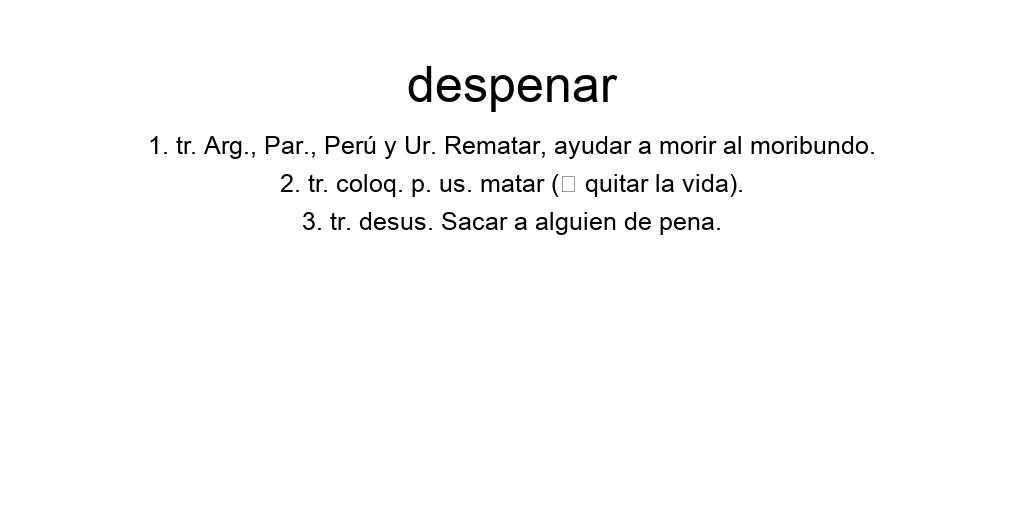 despenar
1. tr. Arg., Par., Perú y Ur. Rematar, ayudar a morir al moribundo.
2. tr. coloq. p. us. matar (□ quitar la vida).
3. tr. desus. Sacar a alguien de pena.